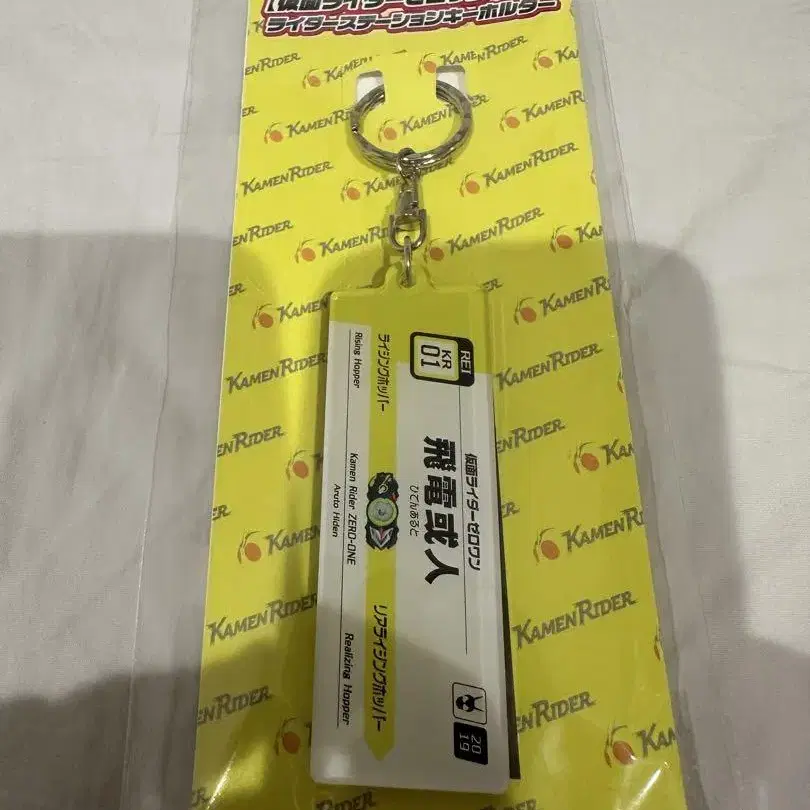 ライダーステーションキーホルダー
KAMEN RIDER
REI
KR
01
仮面ライダーゼロワン
飛電或人
ひでんあると
20
19
ライジングホッパー
リアライジングホッパー
Rising Hopper
Kamen Rider ZERO-ONE
Aruto Hiden
Realizing Hopper